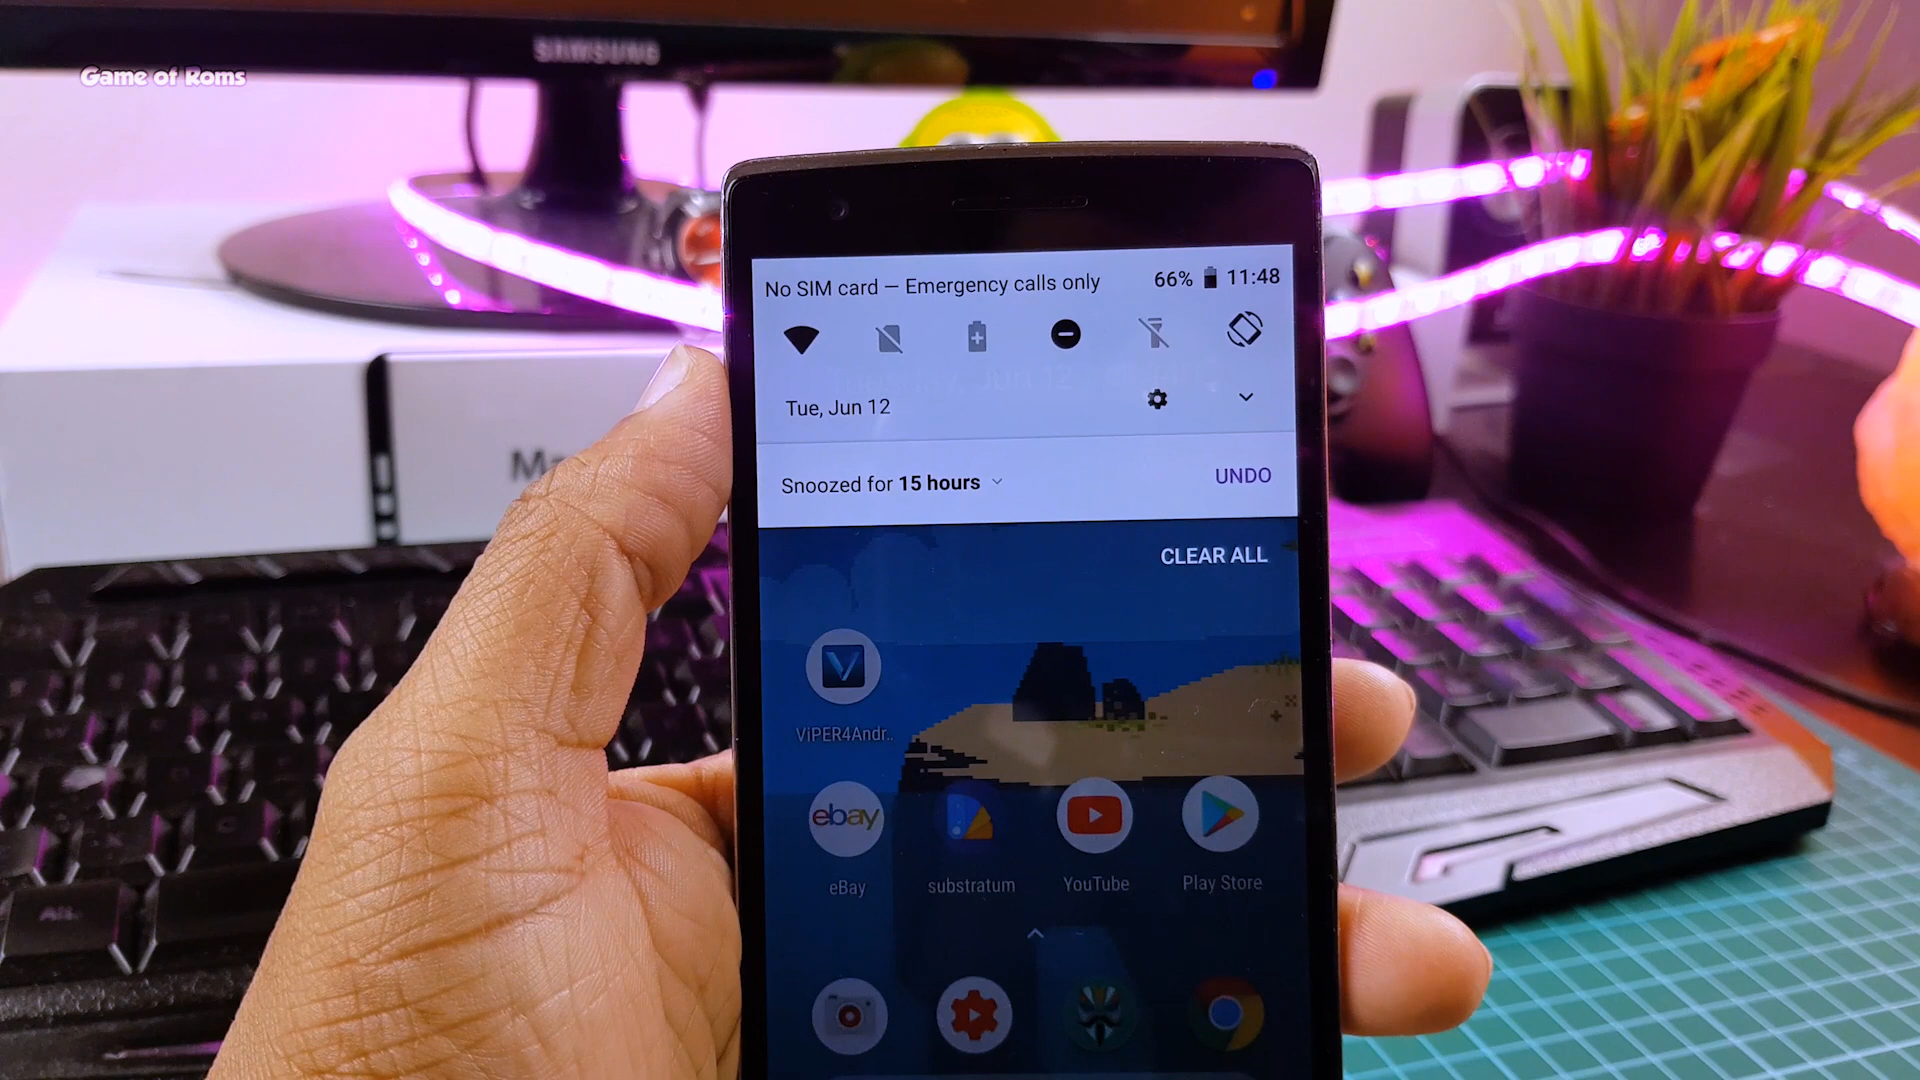 SAMSUNG
Game of Roms
No SIM card — Emergency calls only 66% 11:48
Tue, Jun 12
Snoozed for 15 hours UNDO
CLEAR ALL
ViPER4Andr..
ebay
eBay substratum YouTube Play Store